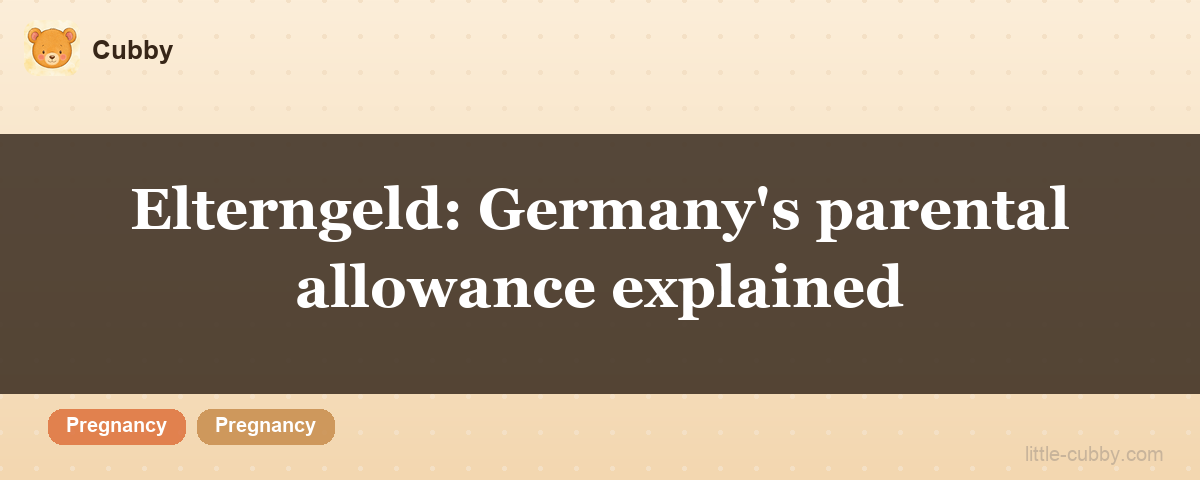 Cubby
Elterngeld: Germany's parental
allowance explained
Pregnancy Pregnancy
little-cubby.com